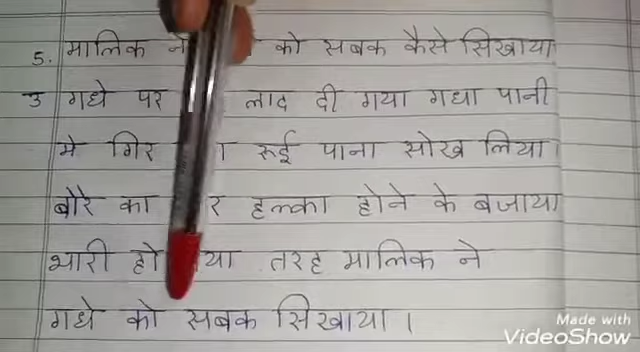 5. मालिक ने को सबक कैसे सिखाया
उ गधे पर लाद दी गया गधा पानी
मे गिर रूई पाना सोख लिया
बोरे का हल्का होने के बजाया
भारी हो तरह मालिक ने
गधे को सबक सिखाया ।
Made with
VideoShow